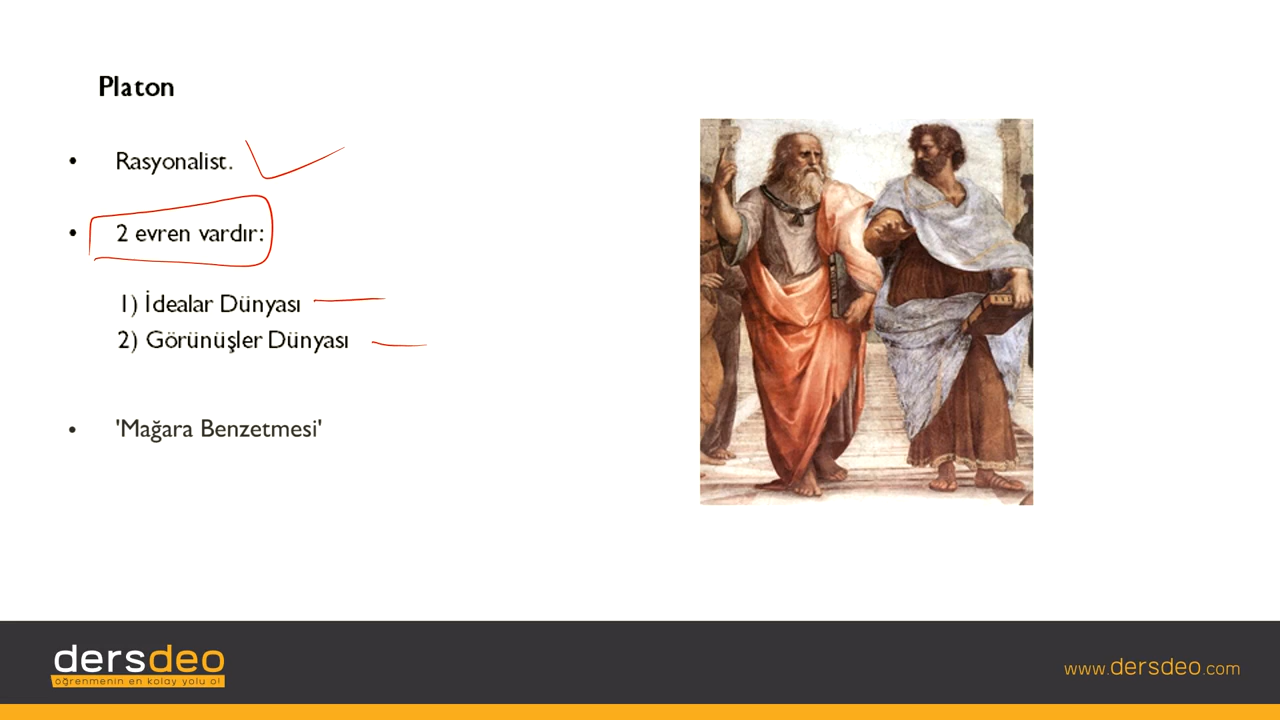 Platon
• Rasyonalist.
• 2 evren vardır:
1) İdealar Dünyası
2) Görünüşler Dünyası
• 'Mağara Benzetmesi'
dersdeo
öğrenmenin en kolay yolu o!
www.dersdeo.com